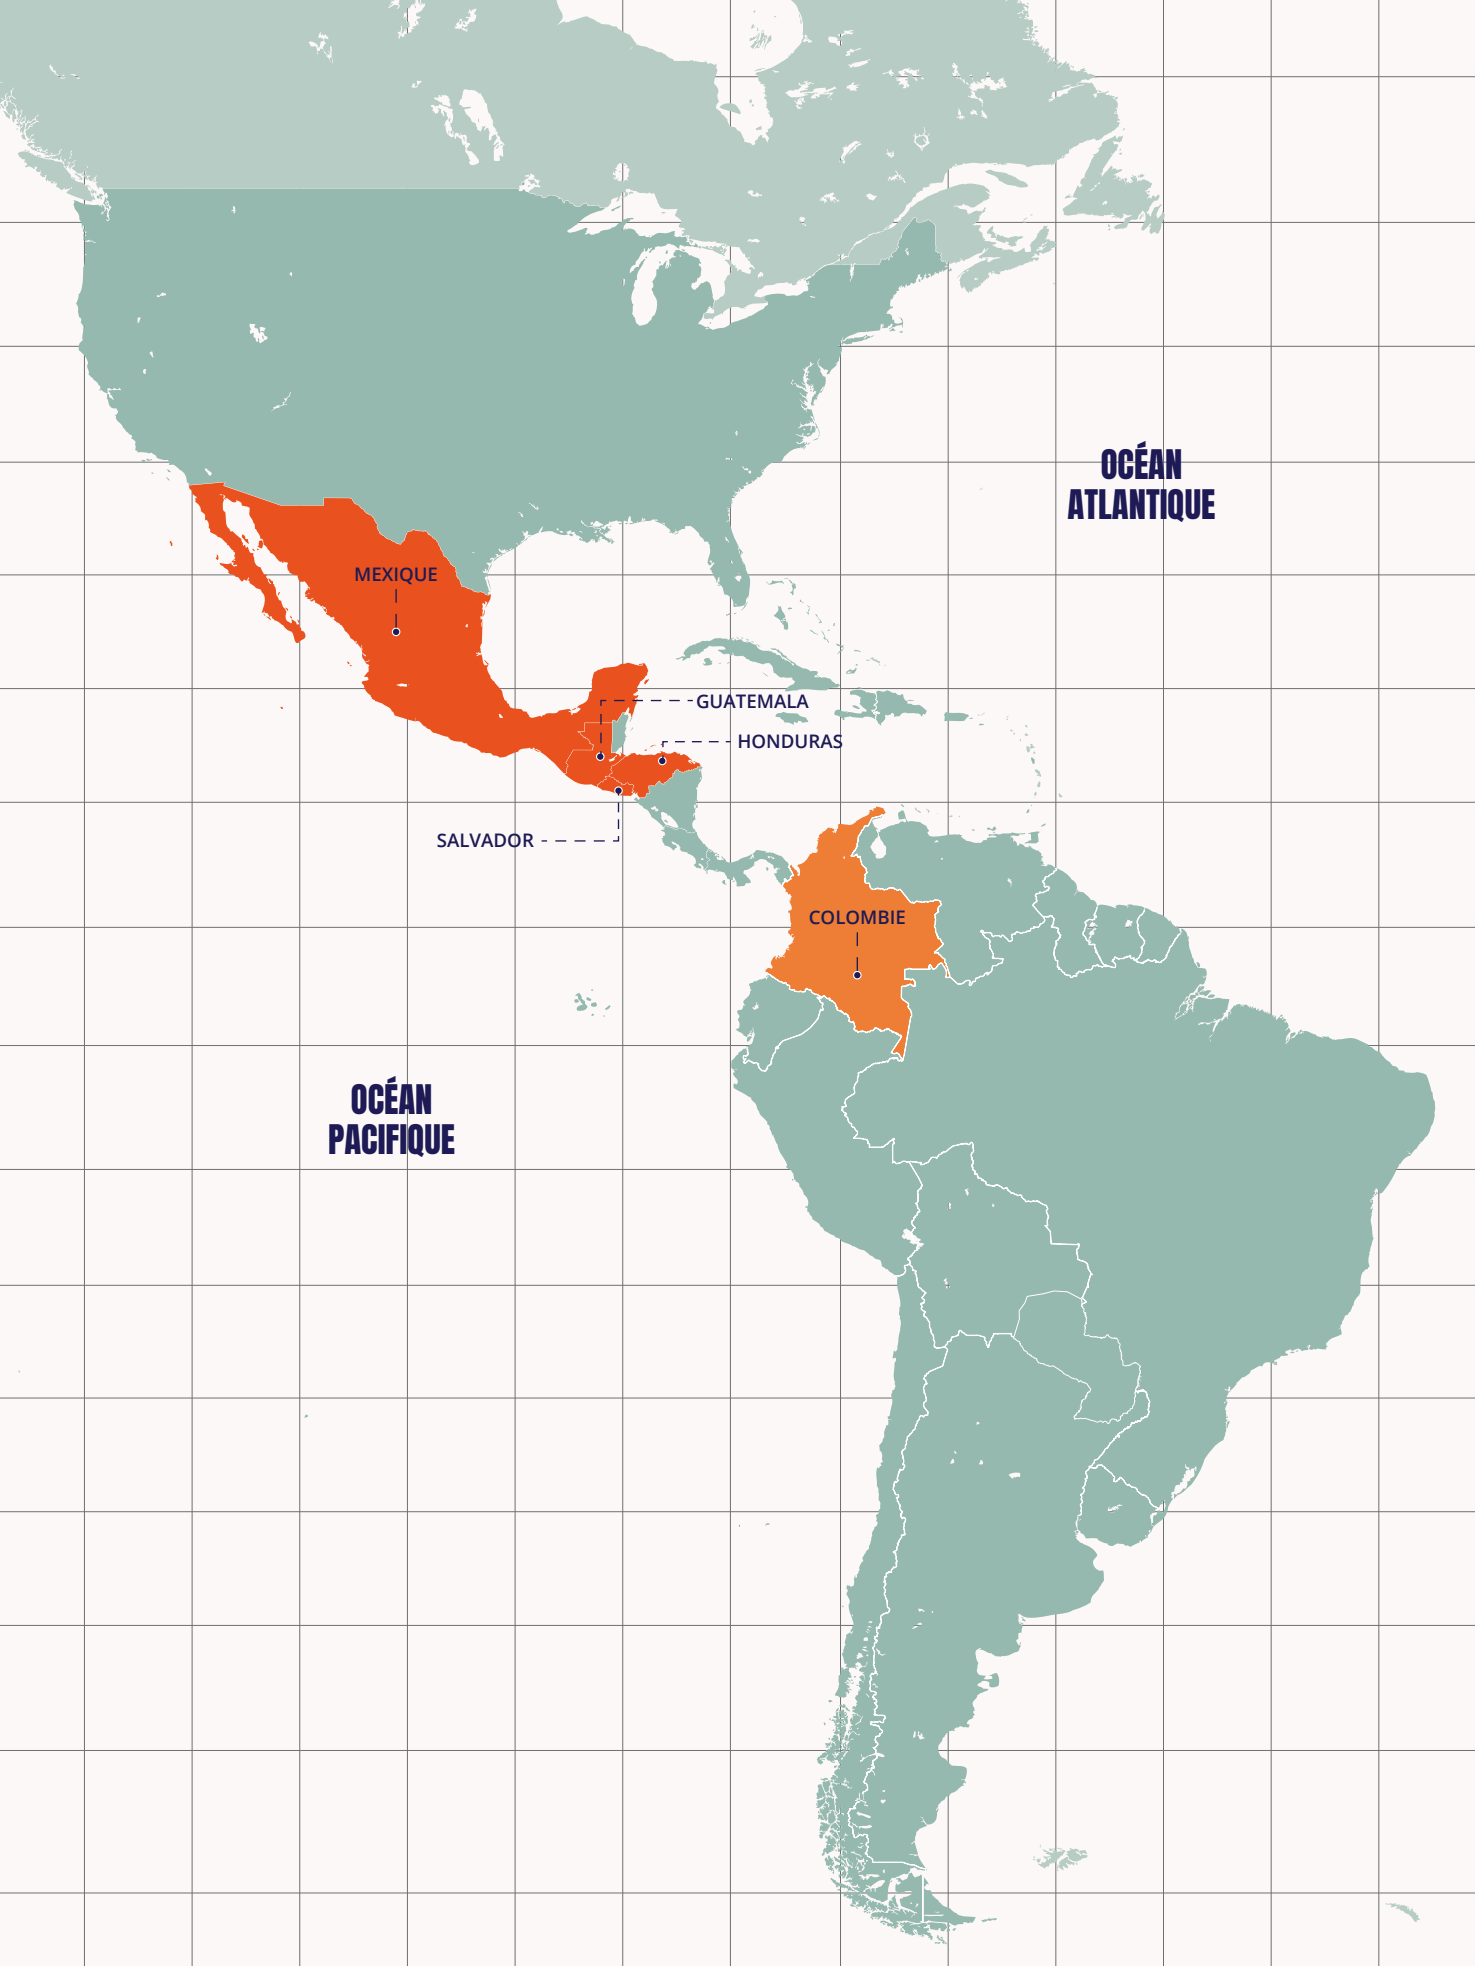 OCÉAN
ATLANTIQUE
MEXIQUE
GUATEMALA
HONDURAS
SALVADOR
COLOMBIE
OCÉAN
PACIFIQUE